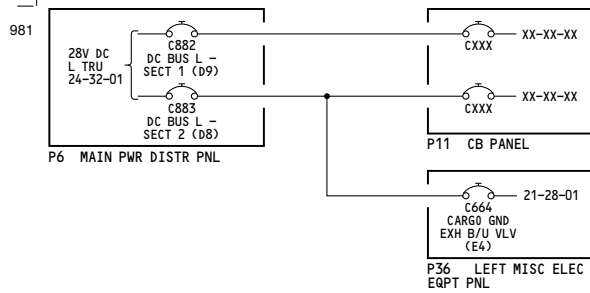 981
28V DC
L TRU
24-32-01
C882
DC BUS L -
SECT 1 (D9)
C883
DC BUS L -
SECT 2 (D8)
P6 MAIN PWR DISTR PNL
CXXX
XX-XX-XX
CXXX
XX-XX-XX
P11 CB PANEL
21-28-01
C664
CARGO GND
EXH B/U VLV
(E4)
P36 LEFT MISC ELEC
EQPT PNL